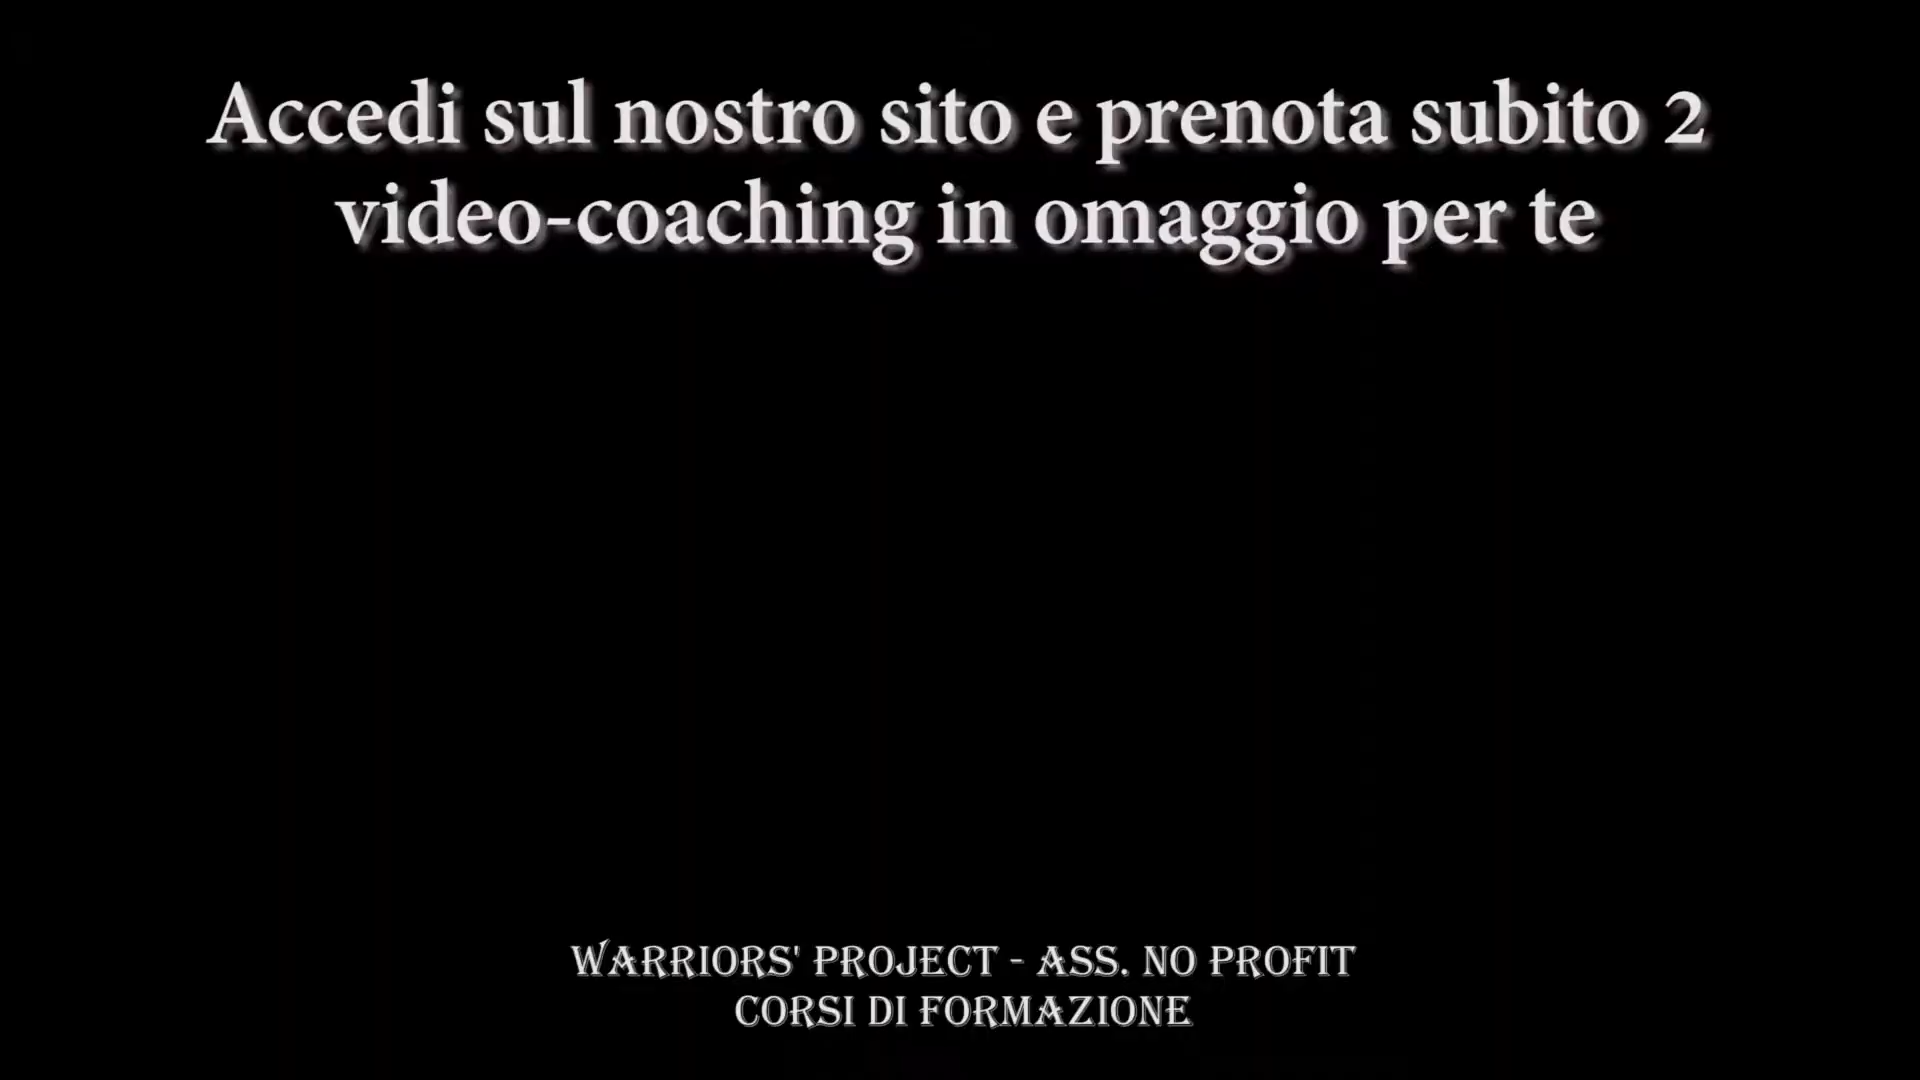 Accedi sul nostro sito e prenota subito 2
video-coaching in omaggio per te
WARRIORS' PROJECT - ASS. NO PROFIT
CORSI DI FORMAZIONE